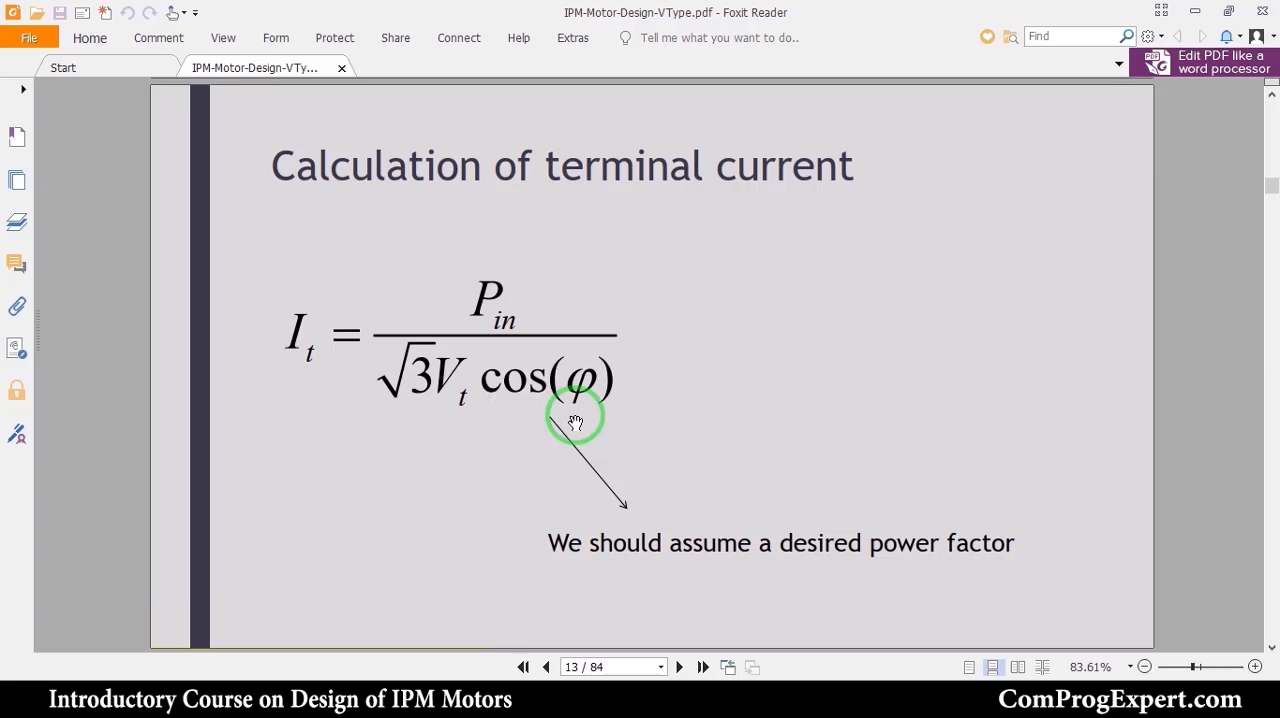 IPM-Motor-Design-VType.pdf - Foxit Reader
File Home Comment View Form Protect Share Connect Help Extras Tell me what you want to do.. Find
Start IPM-Motor-Design-VTy... Edit PDF like a
word processor
Calculation of terminal current
I_t = P_in / √3 V_t cos(φ)
We should assume a desired power factor
13 / 84 83.61%
Introductory Course on Design of IPM Motors ComProgExpert.com